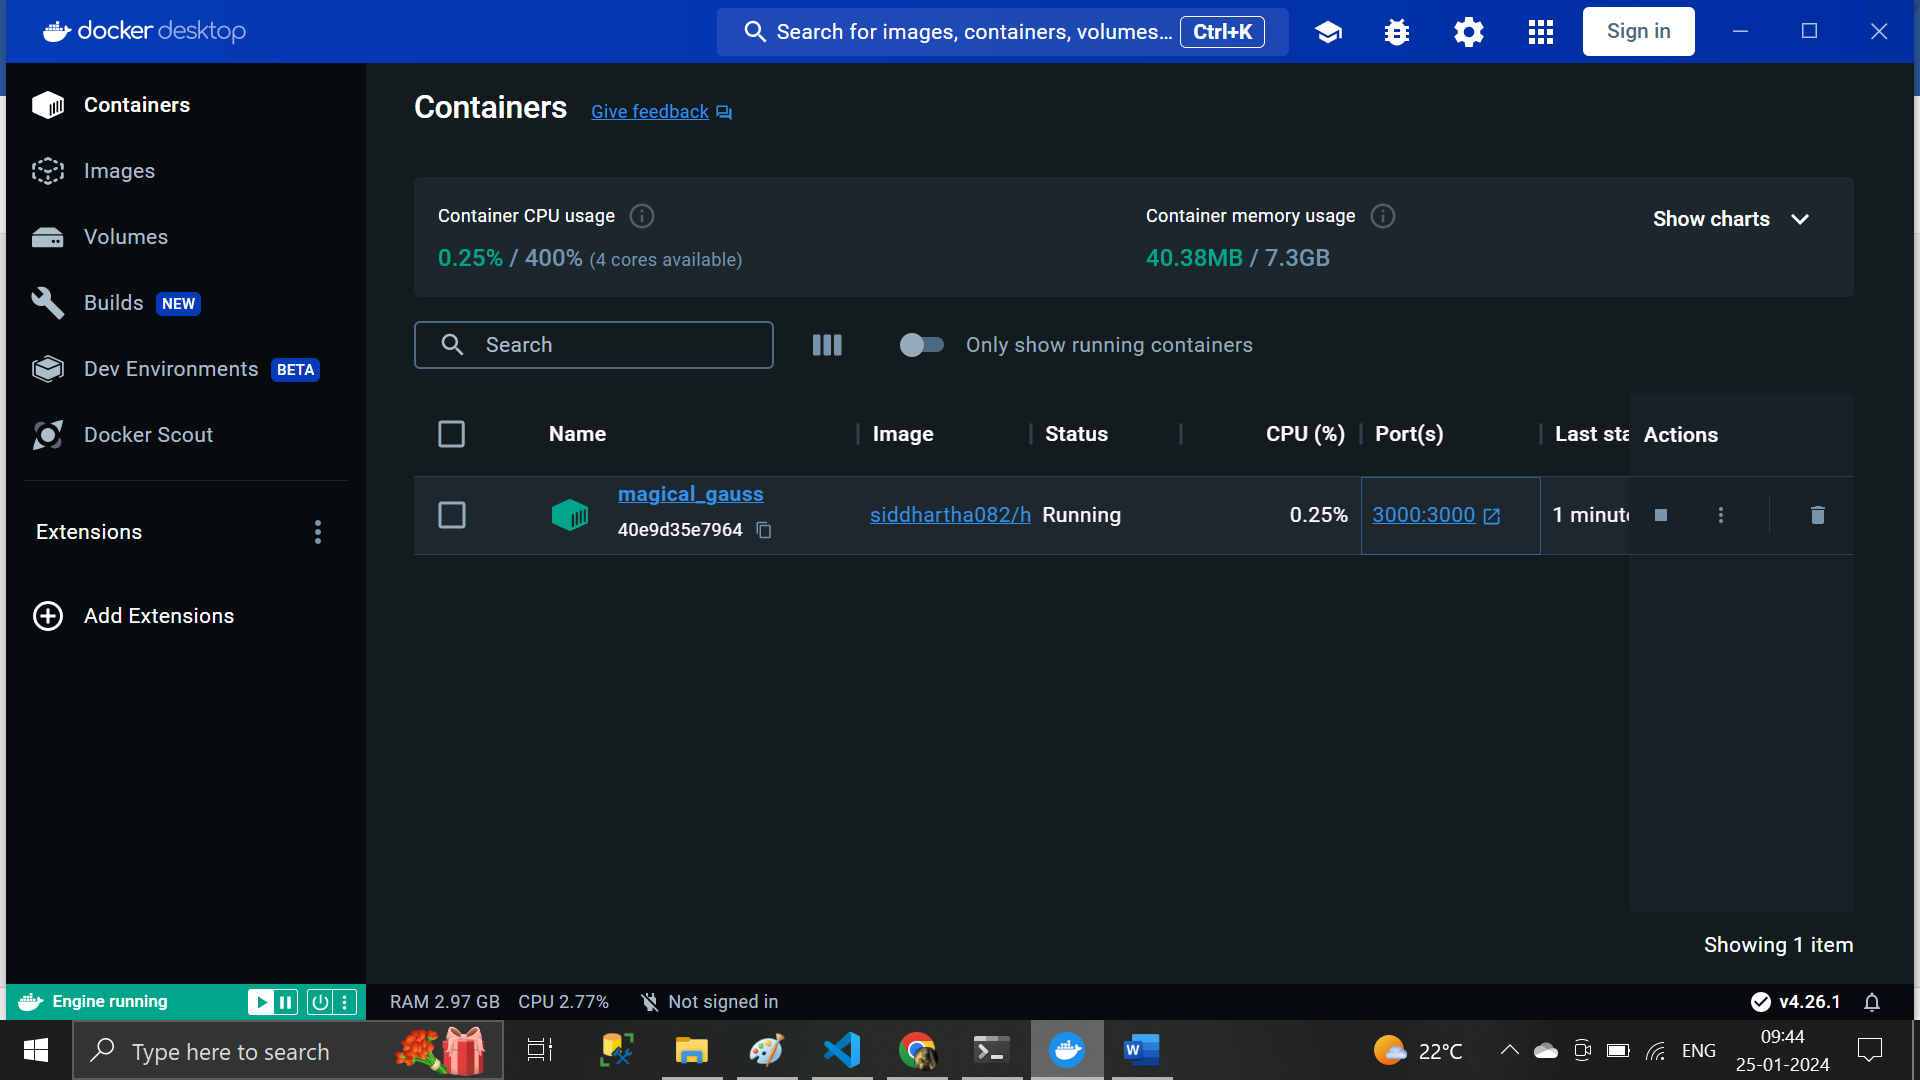 docker desktop
Search for images, containers, volumes... Ctrl+K
Sign in
Containers
Images
Volumes
Builds NEW
Dev Environments BETA
Docker Scout
Extensions
Add Extensions
Containers Give feedback
Container CPU usage
0.25% / 400% (4 cores available)
Container memory usage
40.38MB / 7.3GB
Show charts
Search
Only show running containers
Name Image Status CPU (%) Port(s) Last sta Actions
magical_gauss
40e9d35e7964
siddhartha082/h Running 0.25% 3000:3000 1 minute
Showing 1 item
Engine running
RAM 2.97 GB CPU 2.77% Not signed in
v4.26.1
Type here to search
22°C
ENG
09:44
25-01-2024